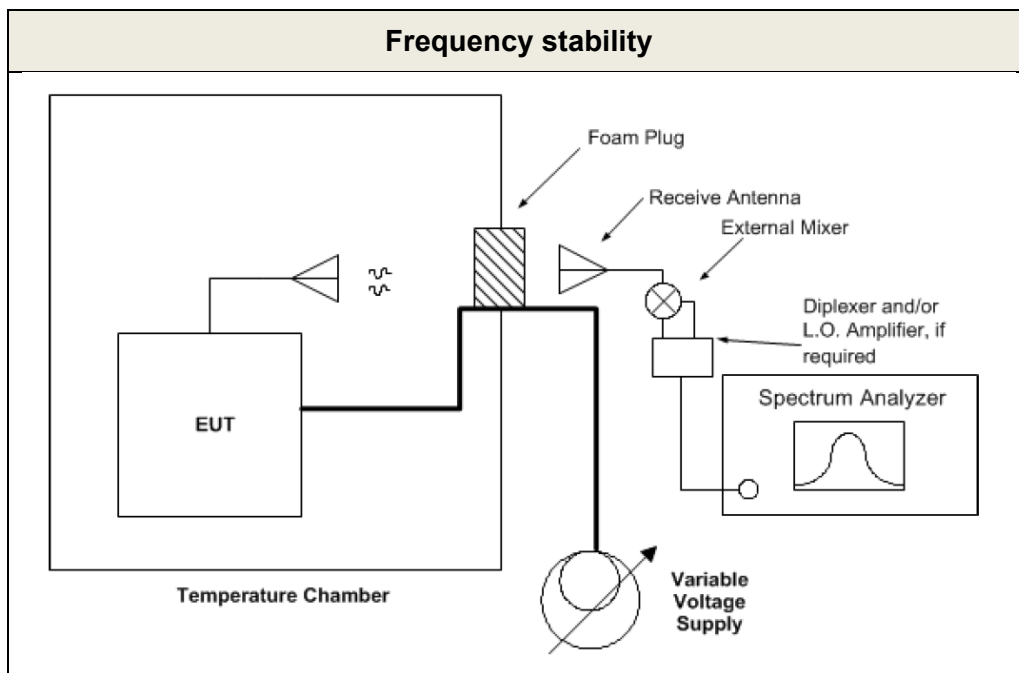 Frequency stability
Foam Plug
Receive Antenna
External Mixer
Diplexer and/or
L.O. Amplifier, if
required
Spectrum Analyzer
EUT
Temperature Chamber
Variable
Voltage
Supply